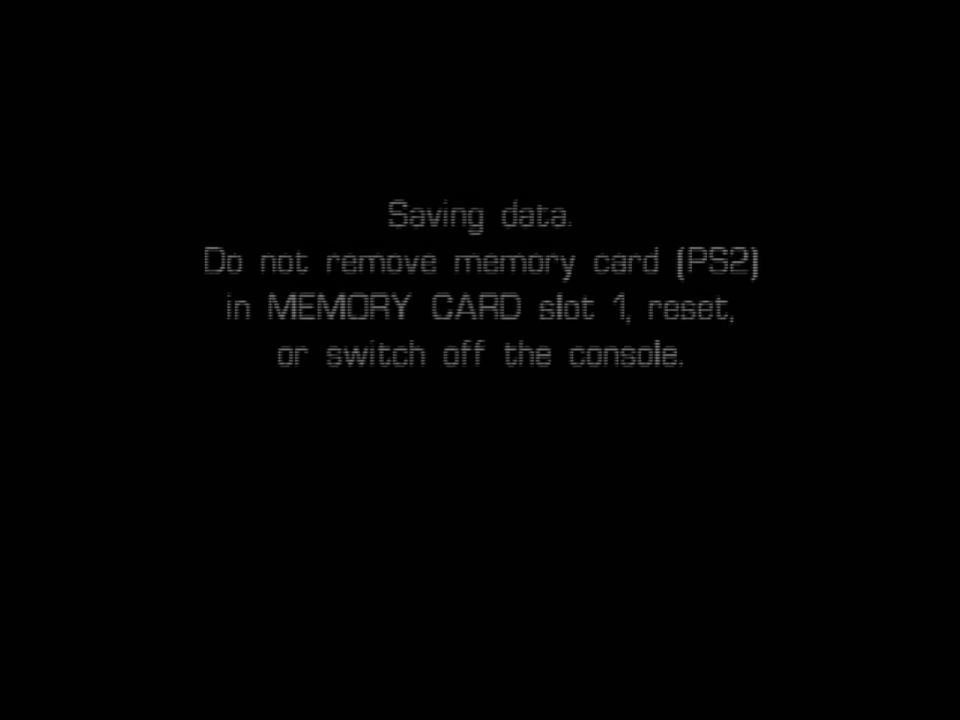 Saving data.
Do not remove memory card (PS2)
in MEMORY CARD slot 1, reset,
or switch off the console.